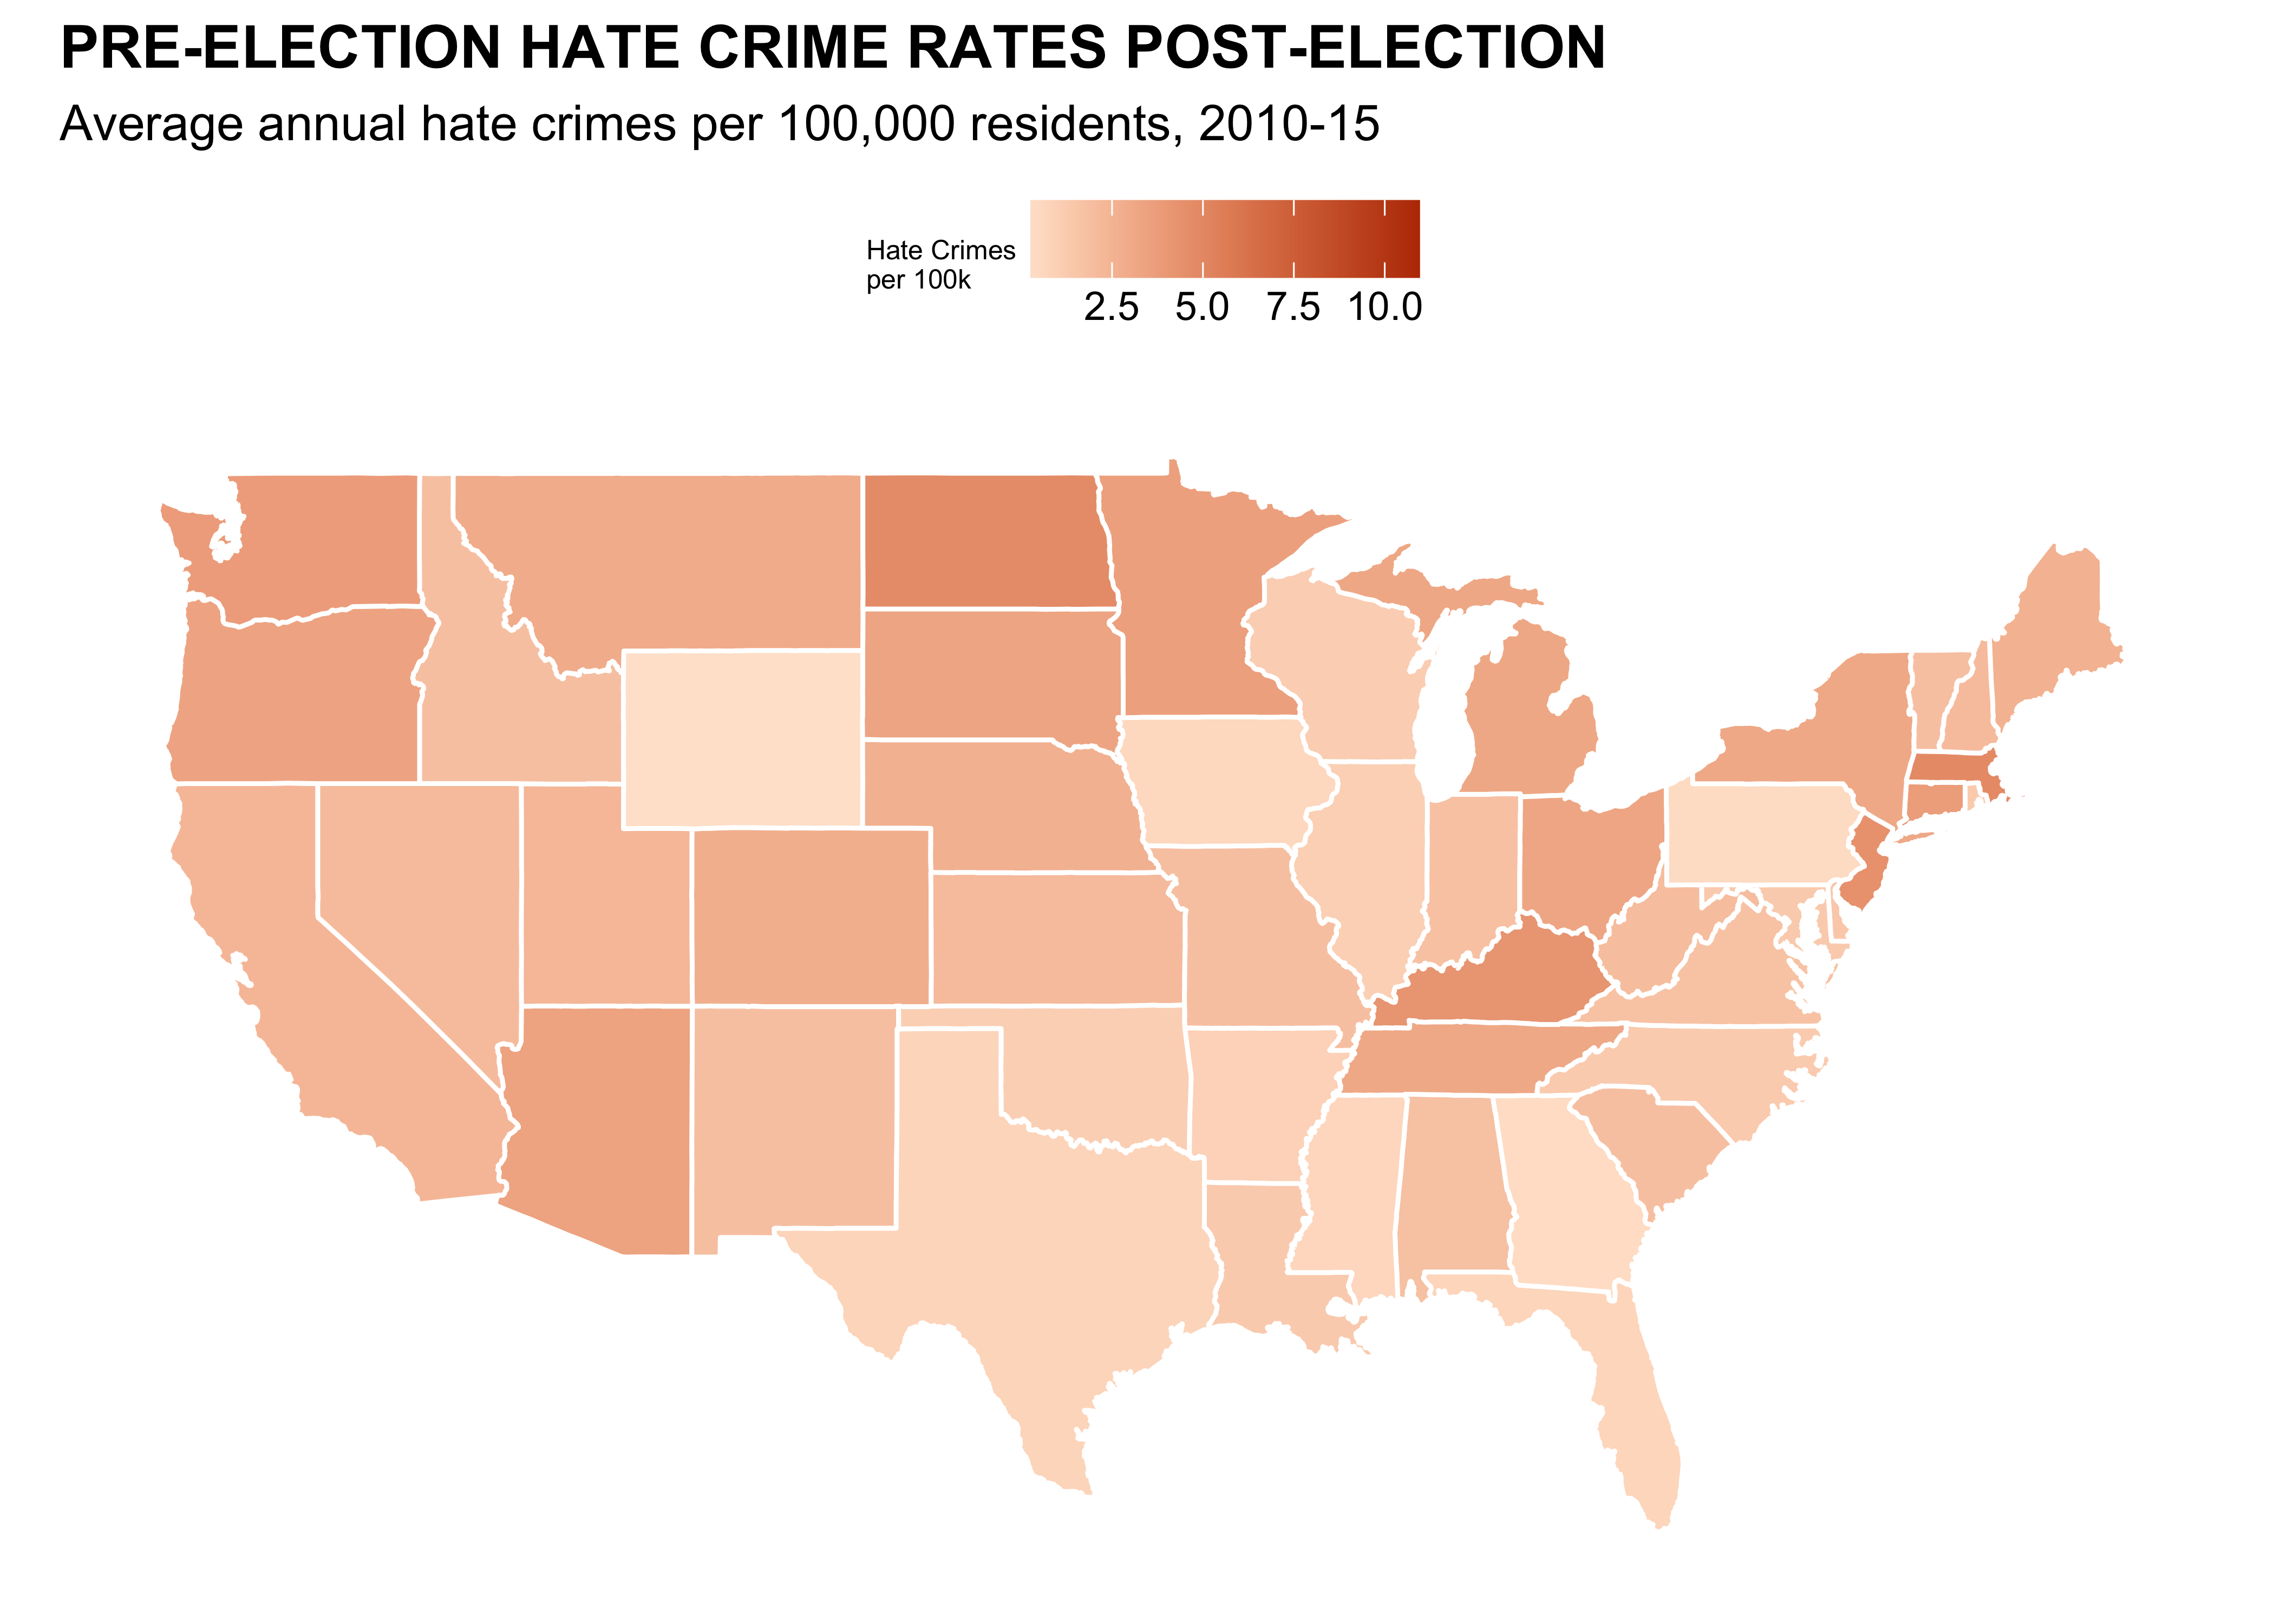 PRE-ELECTION HATE CRIME RATES POST-ELECTION
Average annual hate crimes per 100,000 residents, 2010-15
Hate Crimes
per 100k
2.5 5.0 7.5 10.0